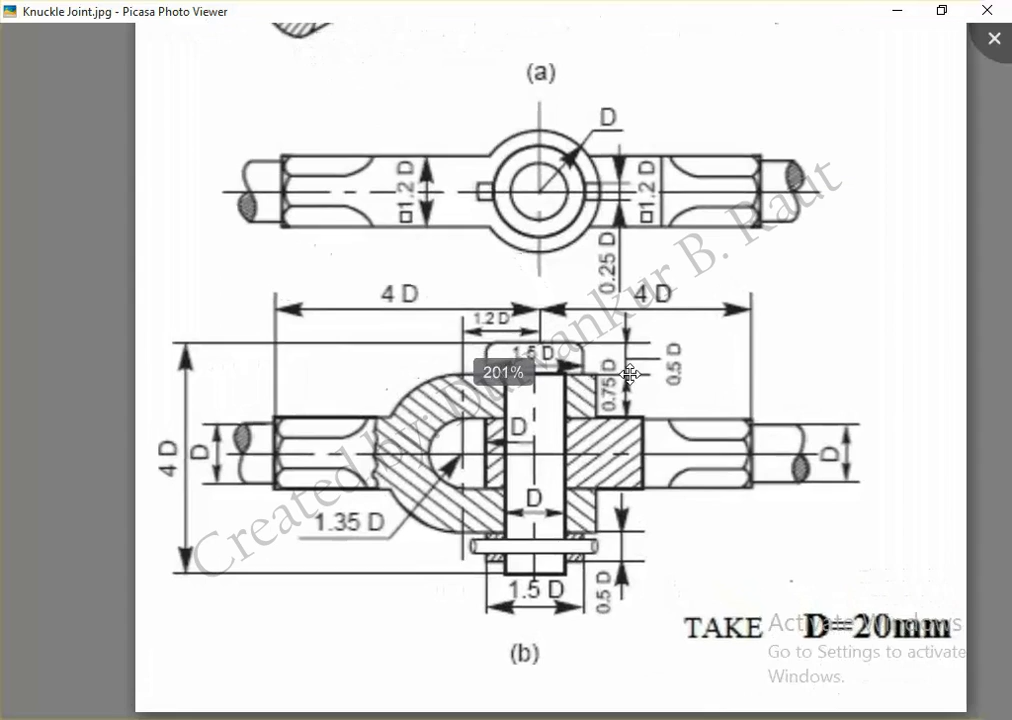 Knuckle Joint.jpg - Picasa Photo Viewer
(a)
D
□1.2 D
□1.2 D
0.25 D
4 D
4 D
1.2 D
1.5 D
0.5 D
201%
0.75 D
D
4 D
D
D
D
1.35 D
1.5 D
0.5 D
(b)
TAKE D=20mm
Activate Windows
Go to Settings to activate
Windows.
Created by: B. Raut